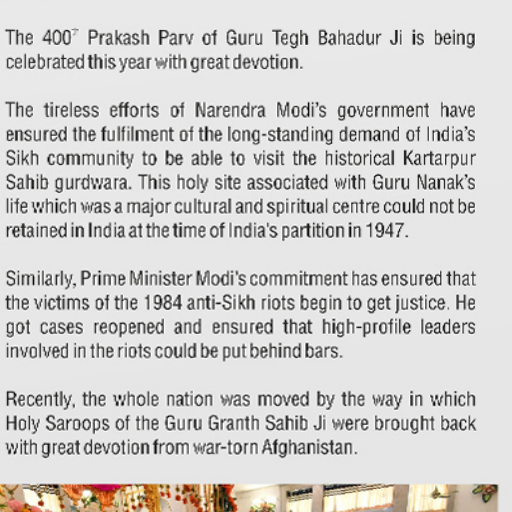 The 400th Prakash Parv of Guru Tegh Bahadur Ji is being
celebrated this year with great devotion.
The tireless efforts of Narendra Modi's government have
ensured the fulfilment of the long-standing demand of India's
Sikh community to be able to visit the historical Kartarpur
Sahib gurdwara. This holy site associated with Guru Nanak's
life which was a major cultural and spiritual centre could not be
retained in India at the time of India's partition in 1947.
Similarly, Prime Minister Modi's commitment has ensured that
the victims of the 1984 anti-Sikh riots begin to get justice. He
got cases reopened and ensured that high-profile leaders
involved in the riots could be put behind bars.
Recently, the whole nation was moved by the way in which
Holy Saroops of the Guru Granth Sahib Ji were brought back
with great devotion from war-torn Afghanistan.